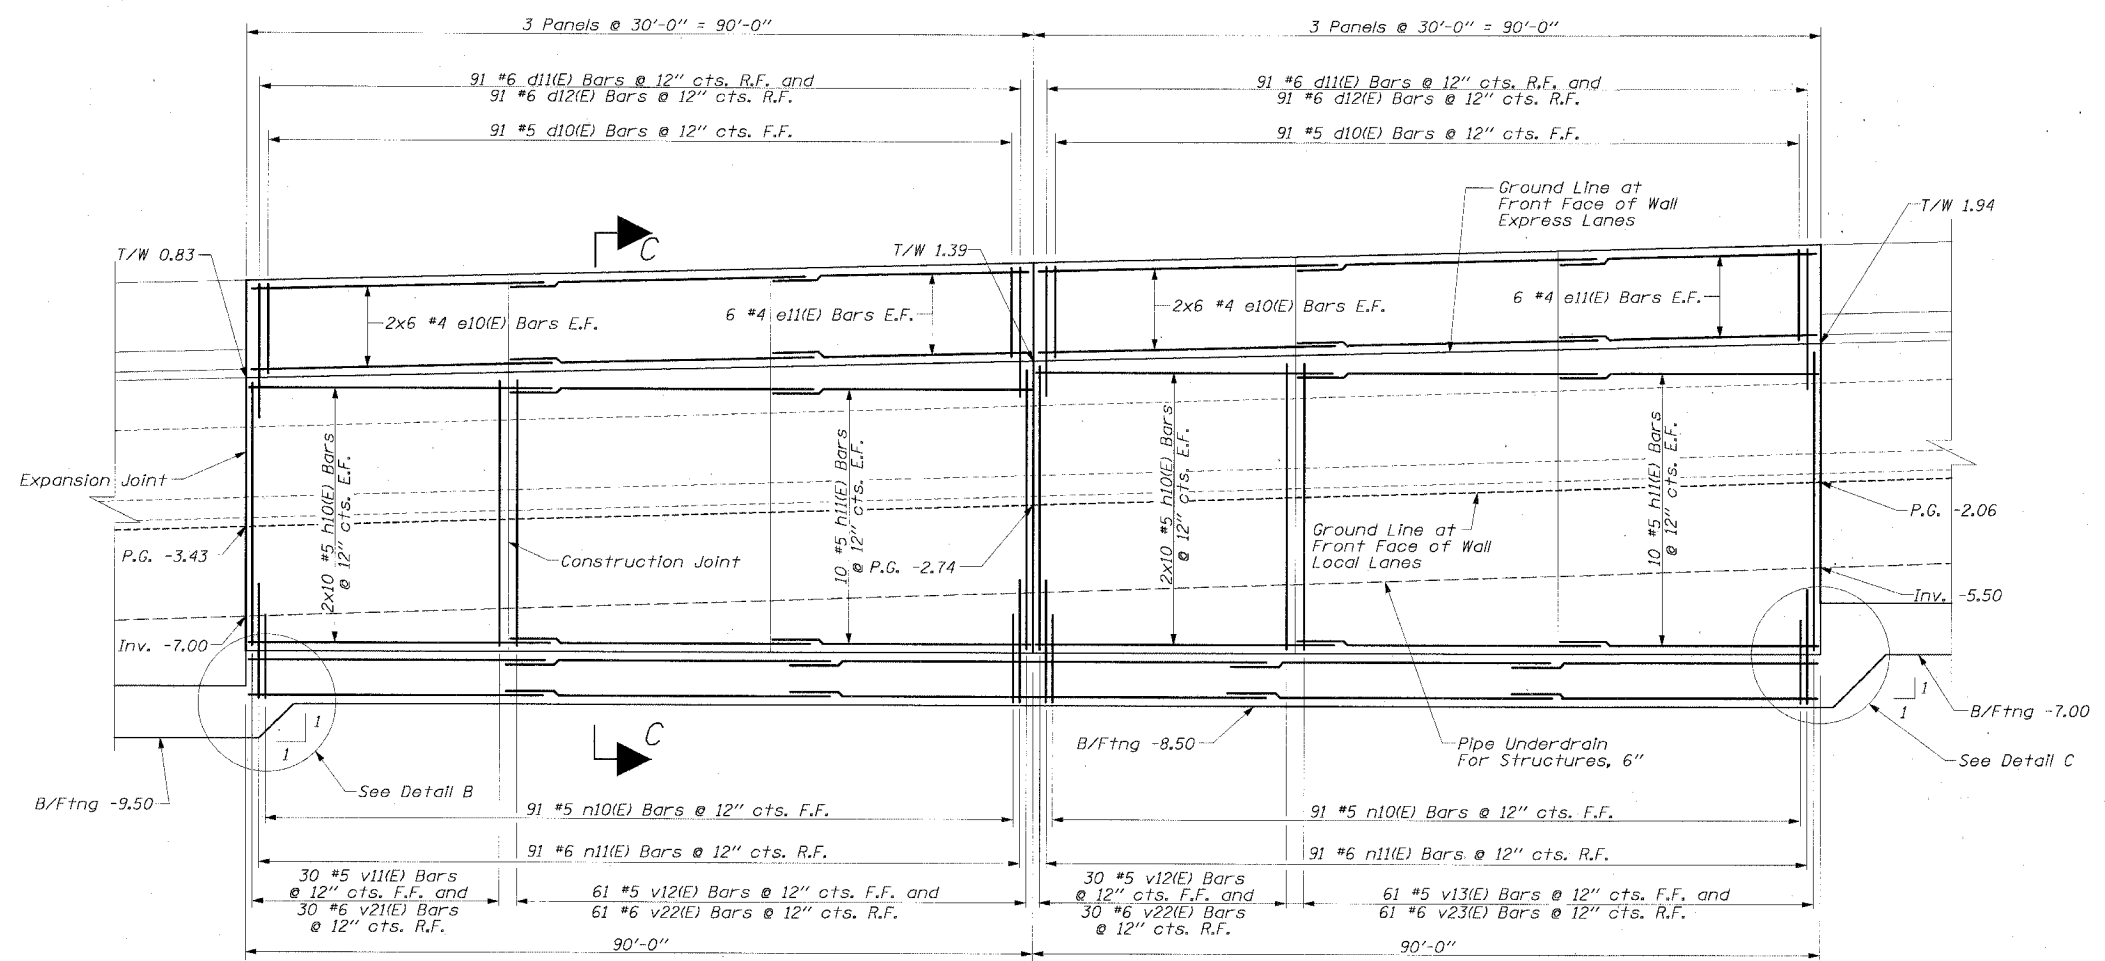 3 Panels @ 30'-0" = 90'-0"
3 Panels @ 30'-0" = 90'-0"
91 #6 d11(E) Bars @ 12" cts. R.F. and
91 #6 d12(E) Bars @ 12" cts. R.F.
91 #6 d11(E) Bars @ 12" cts. R.F. and
91 #6 d12(E) Bars @ 12" cts. R.F.
91 #5 d10(E) Bars @ 12" cts. F.F.
91 #5 d10(E) Bars @ 12" cts. F.F.
Ground Line at
Front Face of Wall
Express Lanes
T/W 1.94
C
T/W 0.83
T/W 1.39
2x6 #4 e10(E) Bars E.F.
6 #4 e11(E) Bars E.F.
2x6 #4 e10(E) Bars E.F.
6 #4 e11(E) Bars E.F.
2x10 #5 h10(E) Bars
@ 12" cts. E.F.
10 #5 h11(E) Bars
@ 12" cts. E.F.
2x10 #5 h10(E) Bars
@ 12" cts. E.F.
10 #5 h11(E) Bars
@ 12" cts. E.F.
Expansion Joint
P.G. -3.43
Construction Joint
P.G. -2.74
Ground Line at
Front Face of Wall
Local Lanes
P.G. -2.06
Inv. -5.50
Inv. -7.00
1
1
1
1
B/Ftng -7.00
C
B/Ftng -8.50
Pipe Underdrain
For Structures, 6"
See Detail C
See Detail B
B/Ftng -9.50
91 #5 n10(E) Bars @ 12" cts. F.F.
91 #5 n10(E) Bars @ 12" cts. F.F.
91 #6 n11(E) Bars @ 12" cts. R.F.
91 #6 n11(E) Bars @ 12" cts. R.F.
30 #5 v11(E) Bars
@ 12" cts. F.F. and
30 #6 v21(E) Bars
@ 12" cts. R.F.
61 #5 v12(E) Bars @ 12" cts. F.F. and
61 #6 v22(E) Bars @ 12" cts. R.F.
30 #5 v12(E) Bars
@ 12" cts. F.F. and
30 #6 v22(E) Bars
@ 12" cts. R.F.
61 #5 v13(E) Bars @ 12" cts. F.F. and
61 #6 v23(E) Bars @ 12" cts. R.F.
90'-0"
90'-0"